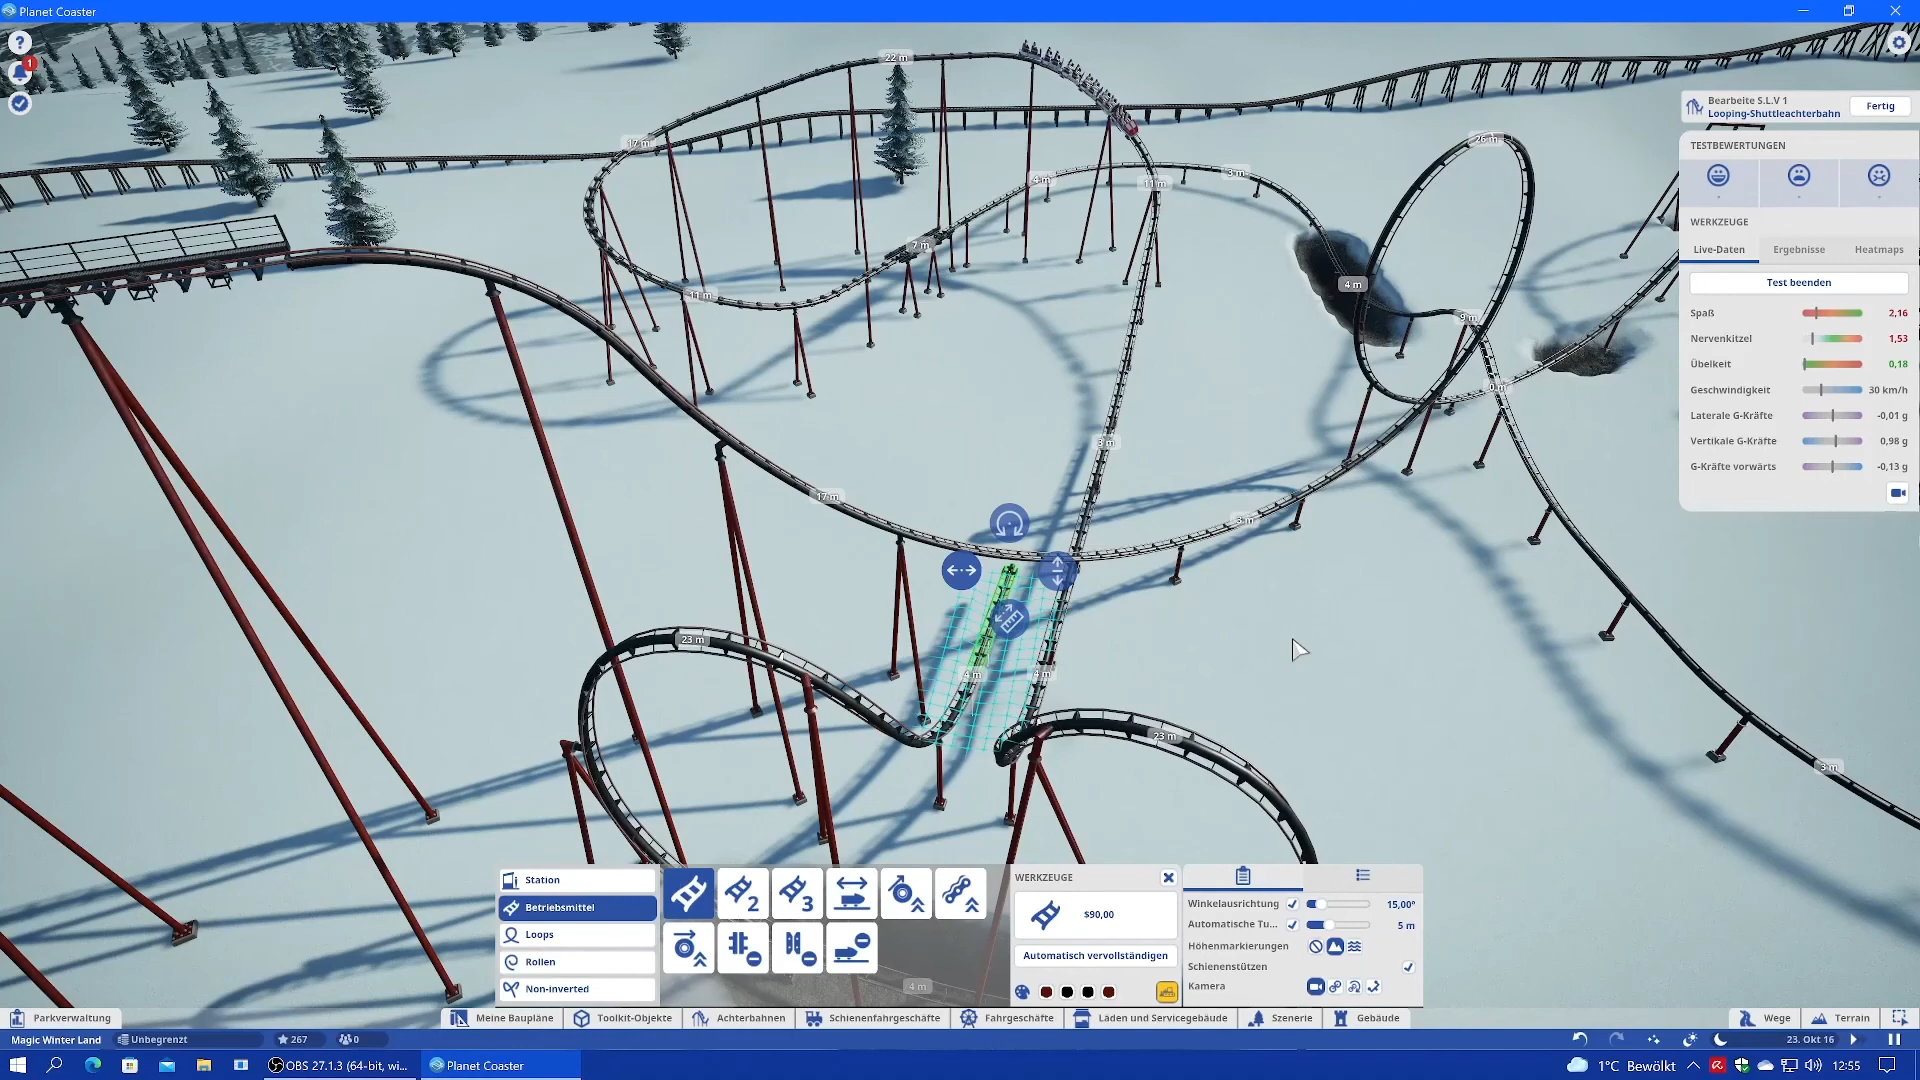 Planet Coaster
?
1
22 m
17 m
4 m
3 m
11 m
26 m
7 m
4 m
11 m
9 m
0 m
3 m
17 m
3 m
4 m
4 m
23 m
23 m
3 m
4 m
Bearbeite S.L.V 1
Looping-Shuttleachterbahn
Fertig
TESTBEWERTUNGEN
- - -
WERKZEUGE
Live-Daten Ergebnisse Heatmaps
Test beenden
Spaß 2,16
Nervenkitzel 1,53
Übelkeit 0,18
Geschwindigkeit 30 km/h
Laterale G-Kräfte -0,01 g
Vertikale G-Kräfte 0,98 g
G-Kräfte vorwärts -0,13 g
Station
Betriebsmittel
Loops
Rollen
Non-inverted
2
3
WERKZEUGE
$90,00
Automatisch vervollständigen
Winkelausrichtung 15,00°
Automatische Tu... 5 m
Höhenmarkierungen
Schienenstützen
Kamera
Parkverwaltung
Meine Baupläne Toolkit-Objekte Achterbahnen Schienenfahrgeschäfte Fahrgeschäfte Läden und Servicegebäude Szenerie Gebäude
Wege Terrain
Magic Winter Land Unbegrenzt 267 0
23. Okt 16
OBS 27.1.3 (64-bit, wi...
Planet Coaster
1°C Bewölkt
12:55